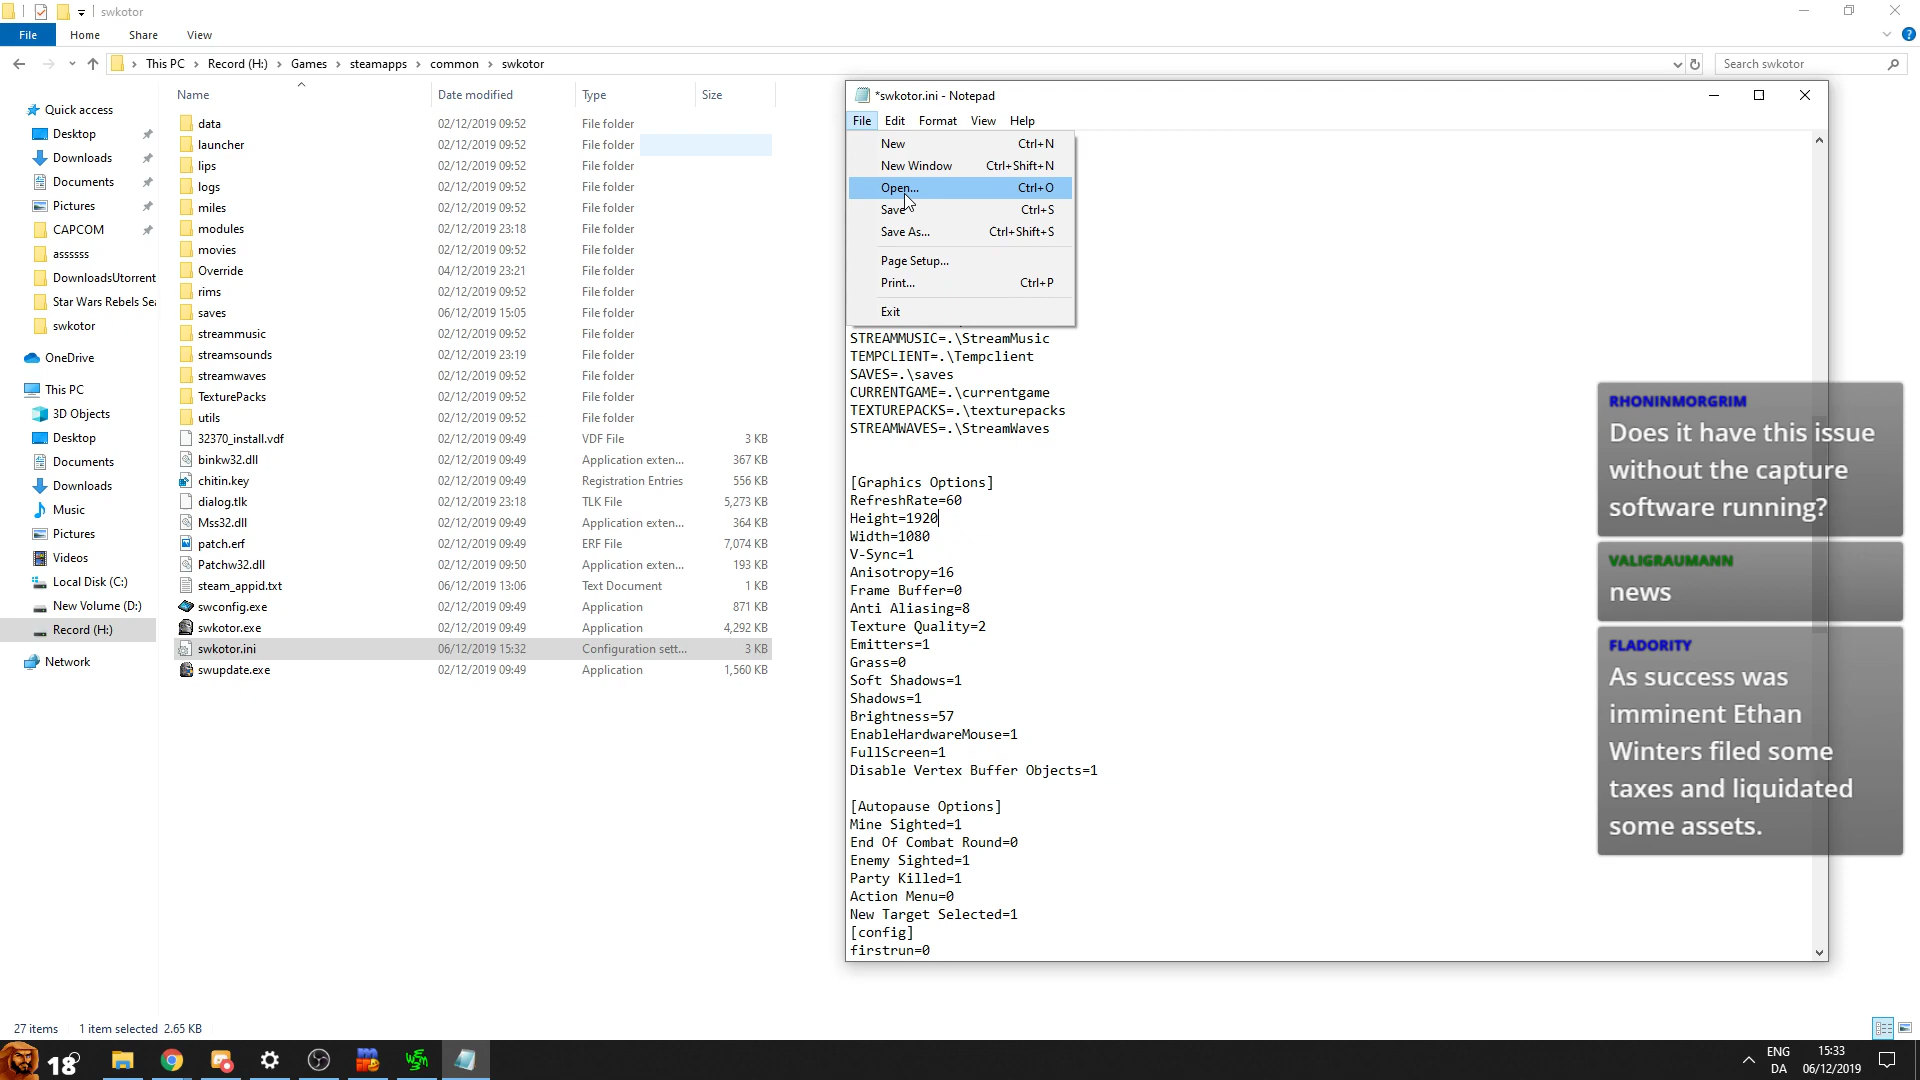 swkotor
File
Home
Share
View
This PC
Record (H:)
Games
steamapps
common
swkotor
Search swkotor
Name
Date modified
Type
Size
Quick access
Desktop
Downloads
Documents
Pictures
CAPCOM
asssss
DownloadsUtorrent
Star Wars Rebels Sea
swkotor
OneDrive
This PC
3D Objects
Desktop
Documents
Downloads
Music
Pictures
Videos
Local Disk (C:)
New Volume (D:)
Record (H:)
Network
data 02/12/2019 09:52 File folder
launcher 02/12/2019 09:52 File folder
lips 02/12/2019 09:52 File folder
logs 02/12/2019 09:52 File folder
miles 02/12/2019 09:52 File folder
modules 02/12/2019 23:18 File folder
movies 02/12/2019 09:52 File folder
Override 04/12/2019 23:21 File folder
rims 02/12/2019 09:52 File folder
saves 06/12/2019 15:05 File folder
streammusic 02/12/2019 09:52 File folder
streamsounds 02/12/2019 23:19 File folder
streamwaves 02/12/2019 09:52 File folder
TexturePacks 02/12/2019 09:52 File folder
utils 02/12/2019 09:52 File folder
32370_install.vdf 02/12/2019 09:49 VDF File 3 KB
binkw32.dll 02/12/2019 09:49 Application exten... 367 KB
chitin.key 02/12/2019 09:49 Registration Entries 556 KB
dialog.tlk 02/12/2019 23:18 TLK File 5,273 KB
Mss32.dll 02/12/2019 09:49 Application exten... 364 KB
patch.erf 02/12/2019 09:49 ERF File 7,074 KB
Patchw32.dll 02/12/2019 09:50 Application exten... 193 KB
steam_appid.txt 06/12/2019 13:06 Text Document 1 KB
swconfig.exe 02/12/2019 09:49 Application 871 KB
swkotor.exe 02/12/2019 09:49 Application 4,292 KB
swkotor.ini 06/12/2019 15:32 Configuration sett... 3 KB
swupdate.exe 02/12/2019 09:49 Application 1,560 KB
27 items 1 item selected 2.65 KB
*swkotor.ini - Notepad
File Edit Format View Help
New Ctrl+N
New Window Ctrl+Shift+N
Open... Ctrl+O
Save Ctrl+S
Save As... Ctrl+Shift+S
Page Setup...
Print... Ctrl+P
Exit
STREAMMUSIC=.\StreamMusic
TEMPCLIENT=.\Tempclient
SAVES=.\saves
CURRENTGAME=.\currentgame
TEXTUREPACKS=.\texturepacks
STREAMWAVES=.\StreamWaves
[Graphics Options]
RefreshRate=60
Height=1920
Width=1080
V-Sync=1
Anisotropy=16
Frame Buffer=0
Anti Aliasing=8
Texture Quality=2
Emitters=1
Grass=0
Soft Shadows=1
Shadows=1
Brightness=57
EnableHardwareMouse=1
FullScreen=1
Disable Vertex Buffer Objects=1
[Autopause Options]
Mine Sighted=1
End Of Combat Round=0
Enemy Sighted=1
Party Killed=1
Action Menu=0
New Target Selected=1
[config]
firstrun=0
RHONINMORGRIM
Does it have this issue
without the capture
software running?
VALIGRAUMANN
news
FLADORITY
As success was
imminent Ethan
Winters filed some
taxes and liquidated
some assets.
18
ENG
DA
15:33
06/12/2019